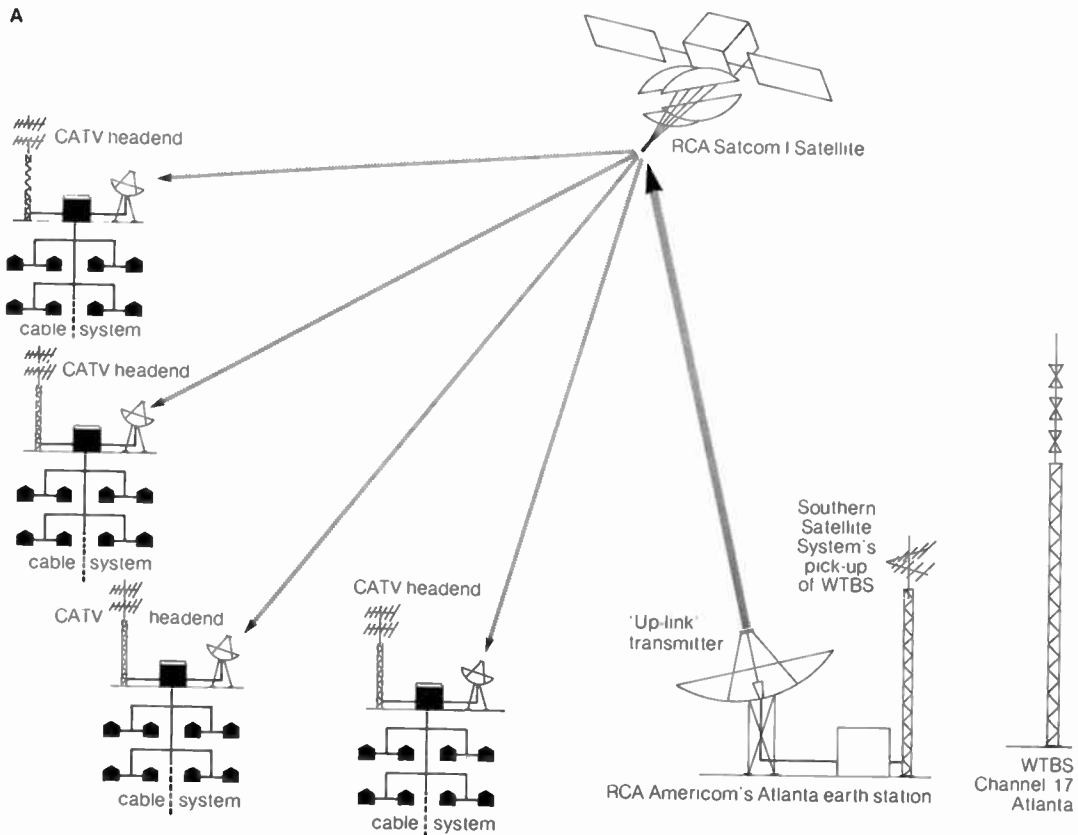 A
RCA Satcom I Satellite
CATV headend
cable system
CATV headend
cable system
CATV headend
cable system
CATV headend
cable system
'Up-link'
transmitter
Southern
Satellite
System's
pick-up
of WTBS
RCA Americom's Atlanta earth station
WTBS
Channel 17
Atlanta